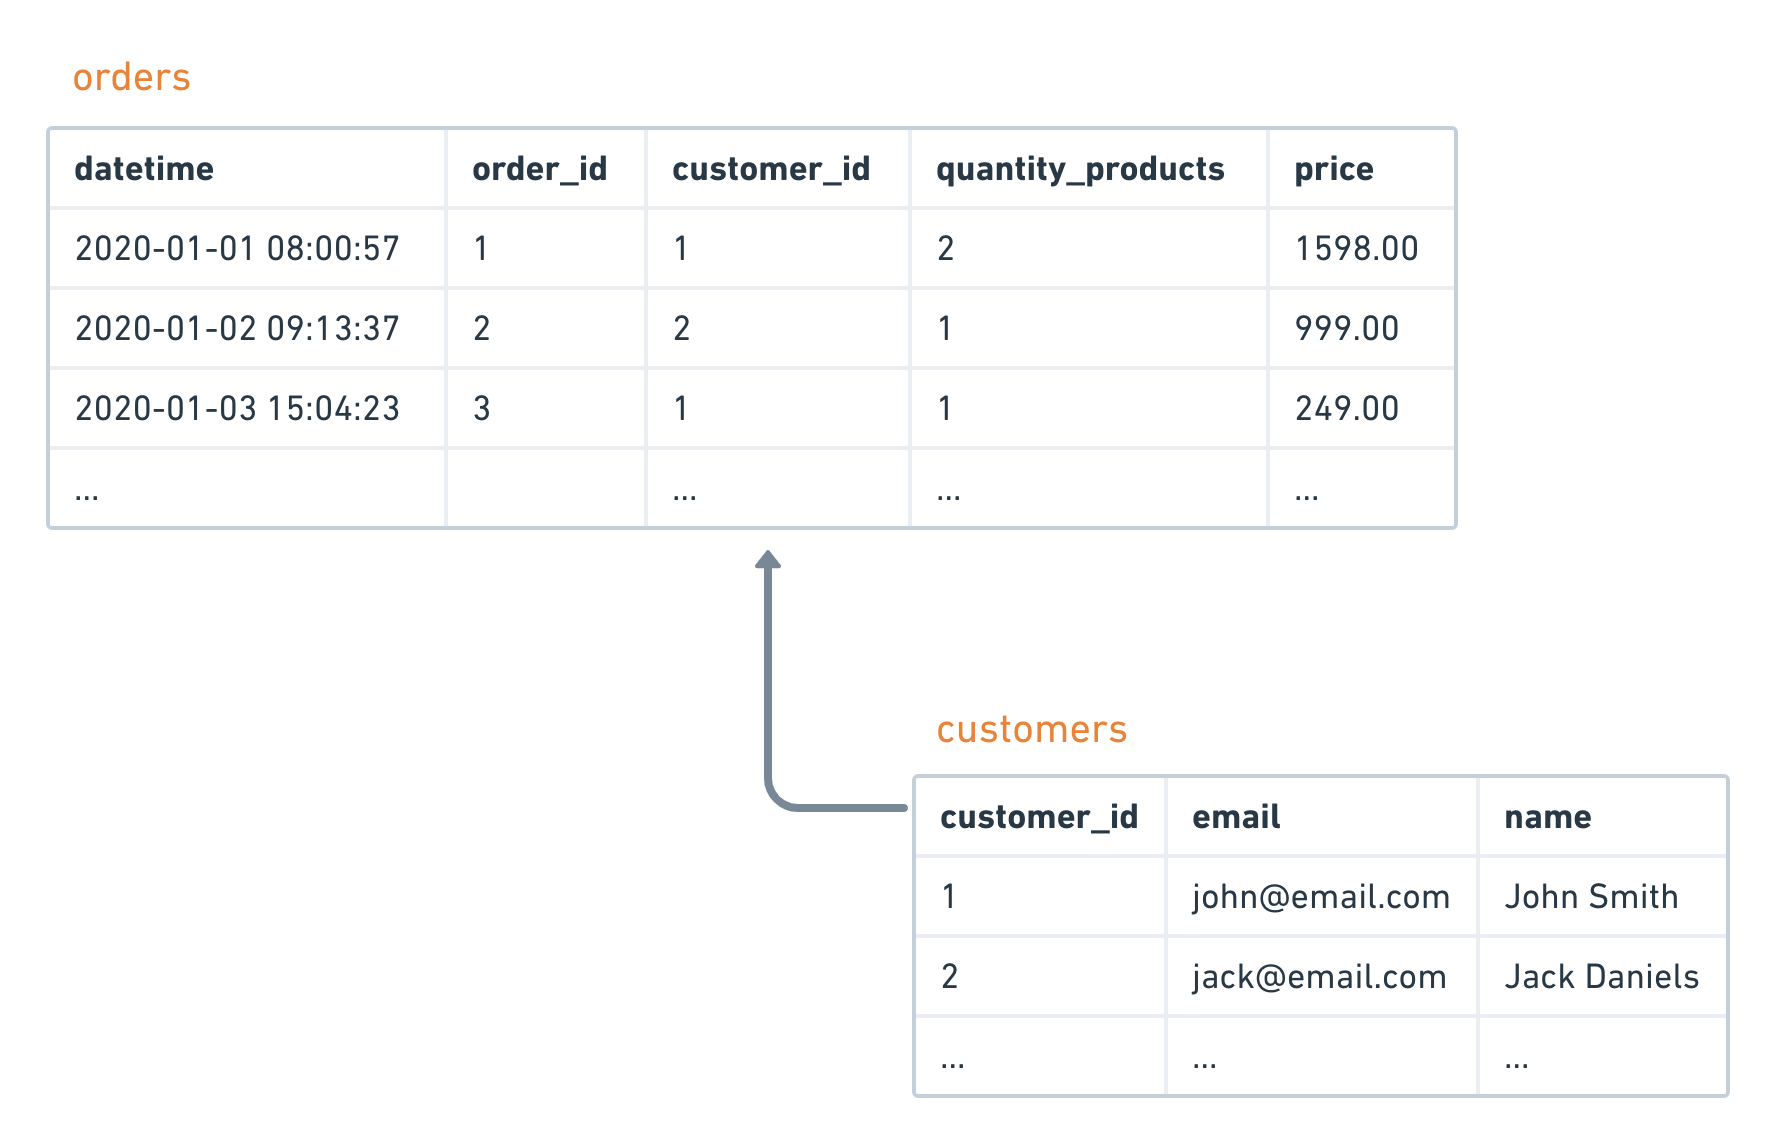 orders
datetime order_id customer_id quantity_products price
2020-01-01 08:00:57 1 1 2 1598.00
2020-01-02 09:13:37 2 2 1 999.00
2020-01-03 15:04:23 3 1 1 249.00
... ... ... ...
customers
customer_id email name
1 john@email.com John Smith
2 jack@email.com Jack Daniels
... ... ...